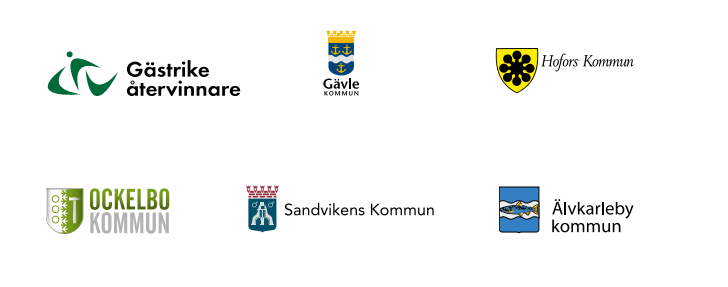 Gästrike
återvinnare
Gävle
KOMMUN
Hofors Kommun
OCKELBO
KOMMUN
Sandvikens Kommun
Älvkarleby
kommun